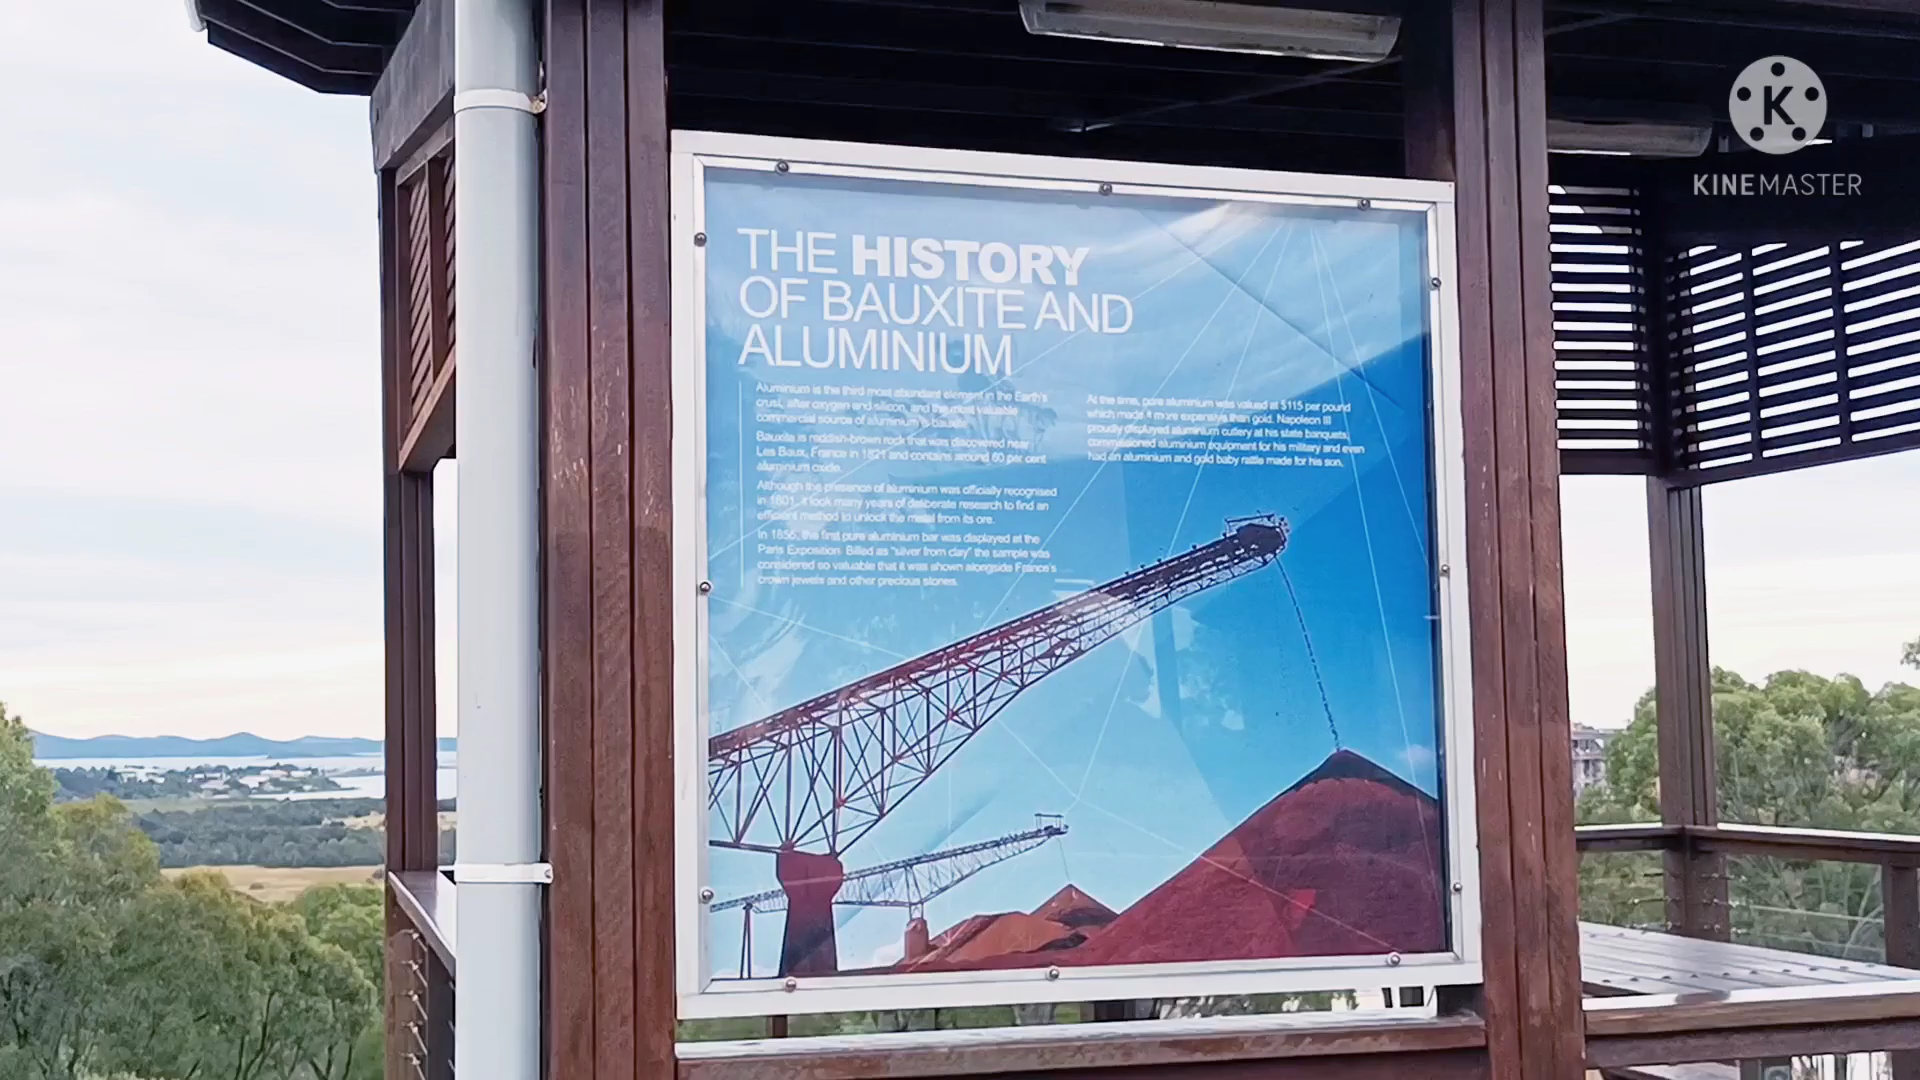 THE HISTORY
OF BAUXITE AND
ALUMINIUM
Aluminium is the third most abundant element in the Earth's
crust, after oxygen and silicon, and the most valuable
commercial source of aluminium is bauxite.
Bauxite is reddish-brown rock that was discovered near
Les Baux, France in 1821 and contains around 60 per cent
aluminium oxide.
Although the presence of aluminium was officially recognised
in 1801, it took many years of deliberate research to find an
efficient method to unlock the metal from its ore.
In 1855, the first pure aluminium bar was displayed at the
Paris Exposition. Billed as "silver from clay" the sample was
considered so valuable that it was shown alongside France's
crown jewels and other precious stones.
At the time, pure aluminium was valued at $115 per pound
which made it more expensive than gold. Napoleon III
proudly displayed aluminium cutlery at his state banquets,
commissioned aluminium equipment for his military and even
had an aluminium and gold baby rattle made for his son.
K
KINEMASTER